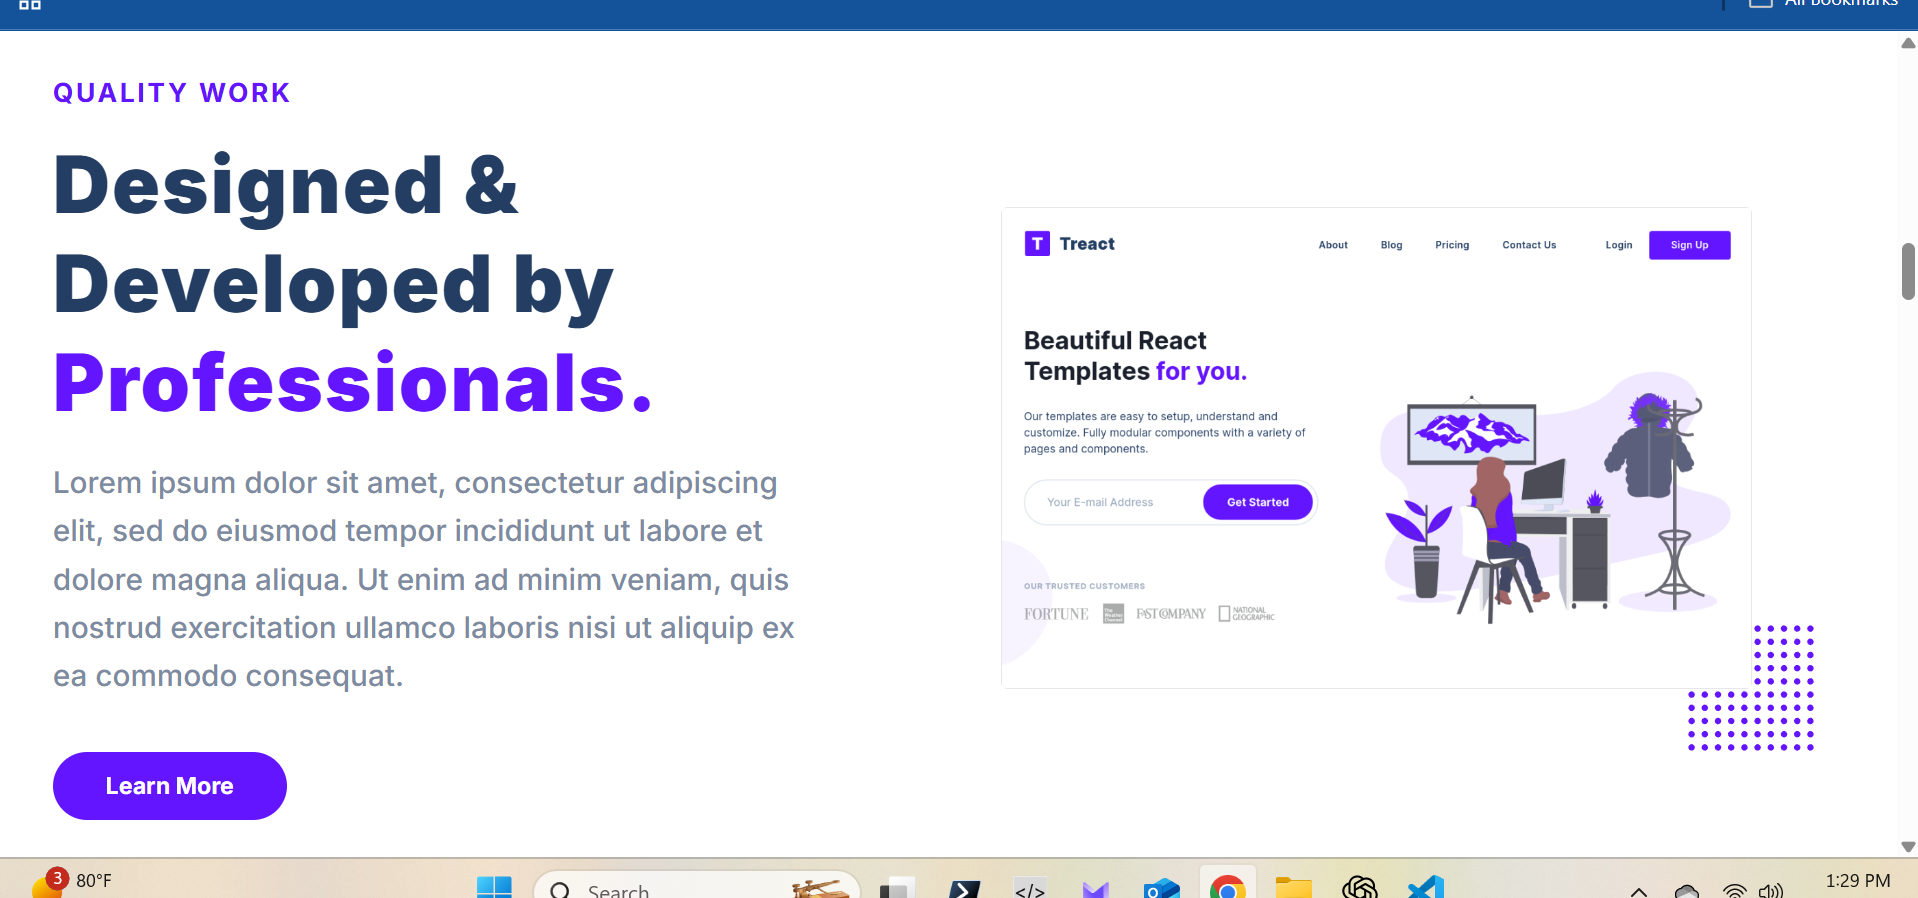 All Bookmarks
QUALITY WORK
Designed &
Developed by
Professionals.
Lorem ipsum dolor sit amet, consectetur adipiscing
elit, sed do eiusmod tempor incididunt ut labore et
dolore magna aliqua. Ut enim ad minim veniam, quis
nostrud exercitation ullamco laboris nisi ut aliquip ex
ea commodo consequat.
Learn More
T Treact
About Blog Pricing Contact Us Login Sign Up
Beautiful React
Templates for you.
Our templates are easy to setup, understand and
customize. Fully modular components with a variety of
pages and components.
Your E-mail Address Get Started
OUR TRUSTED CUSTOMERS
FORTUNE
The
Weather
Channel
FAST COMPANY
NATIONAL
GEOGRAPHIC
3 80°F
Search
</>
1:29 PM